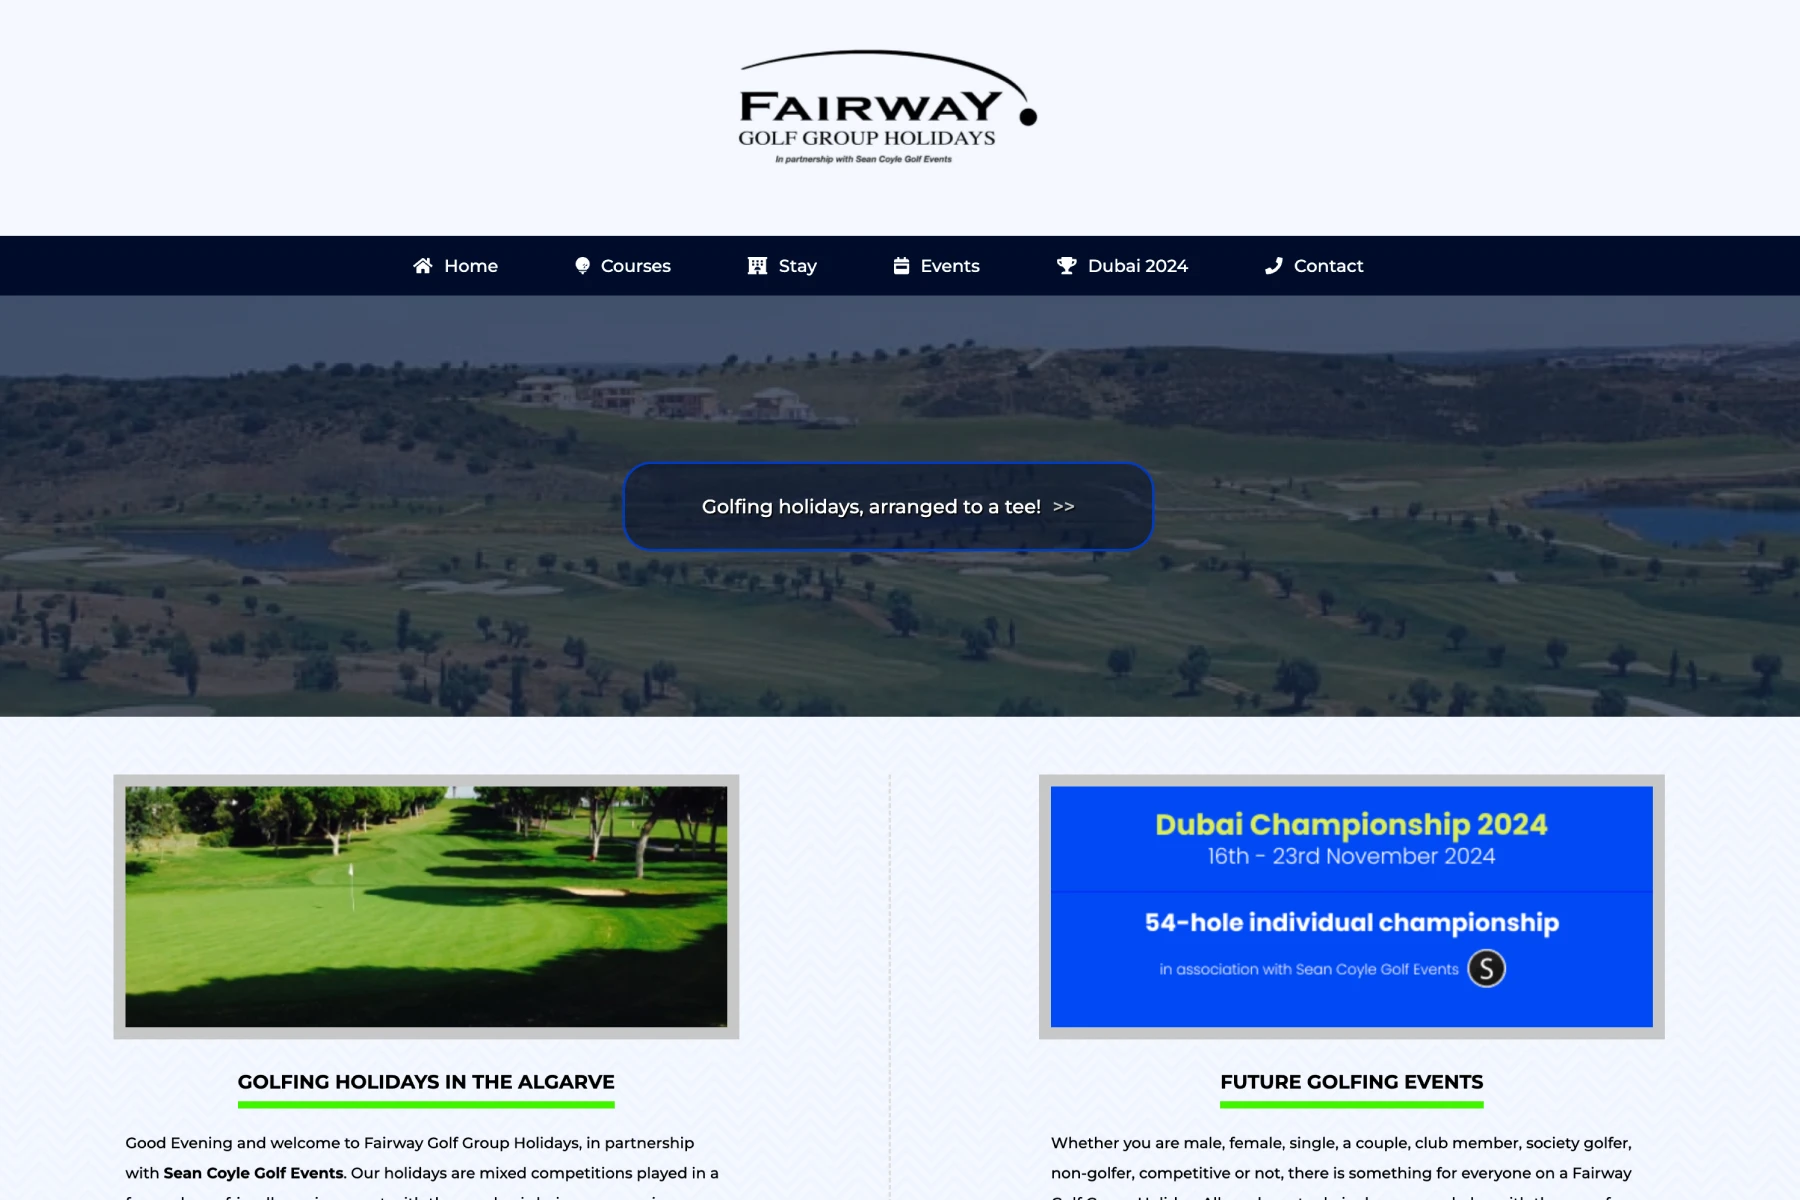 FAIRWAY
GOLF GROUP HOLIDAYS
In partnership with Sean Coyle Golf Events
Home Courses Stay Events Dubai 2024 Contact
Golfing holidays, arranged to a tee! >>
Dubai Championship 2024
16th - 23rd November 2024
54-hole individual championship
in association with Sean Coyle Golf Events S
GOLFING HOLIDAYS IN THE ALGARVE
Good Evening and welcome to Fairway Golf Group Holidays, in partnership
with Sean Coyle Golf Events. Our holidays are mixed competitions played in a
FUTURE GOLFING EVENTS
Whether you are male, female, single, a couple, club member, society golfer,
non-golfer, competitive or not, there is something for everyone on a Fairway